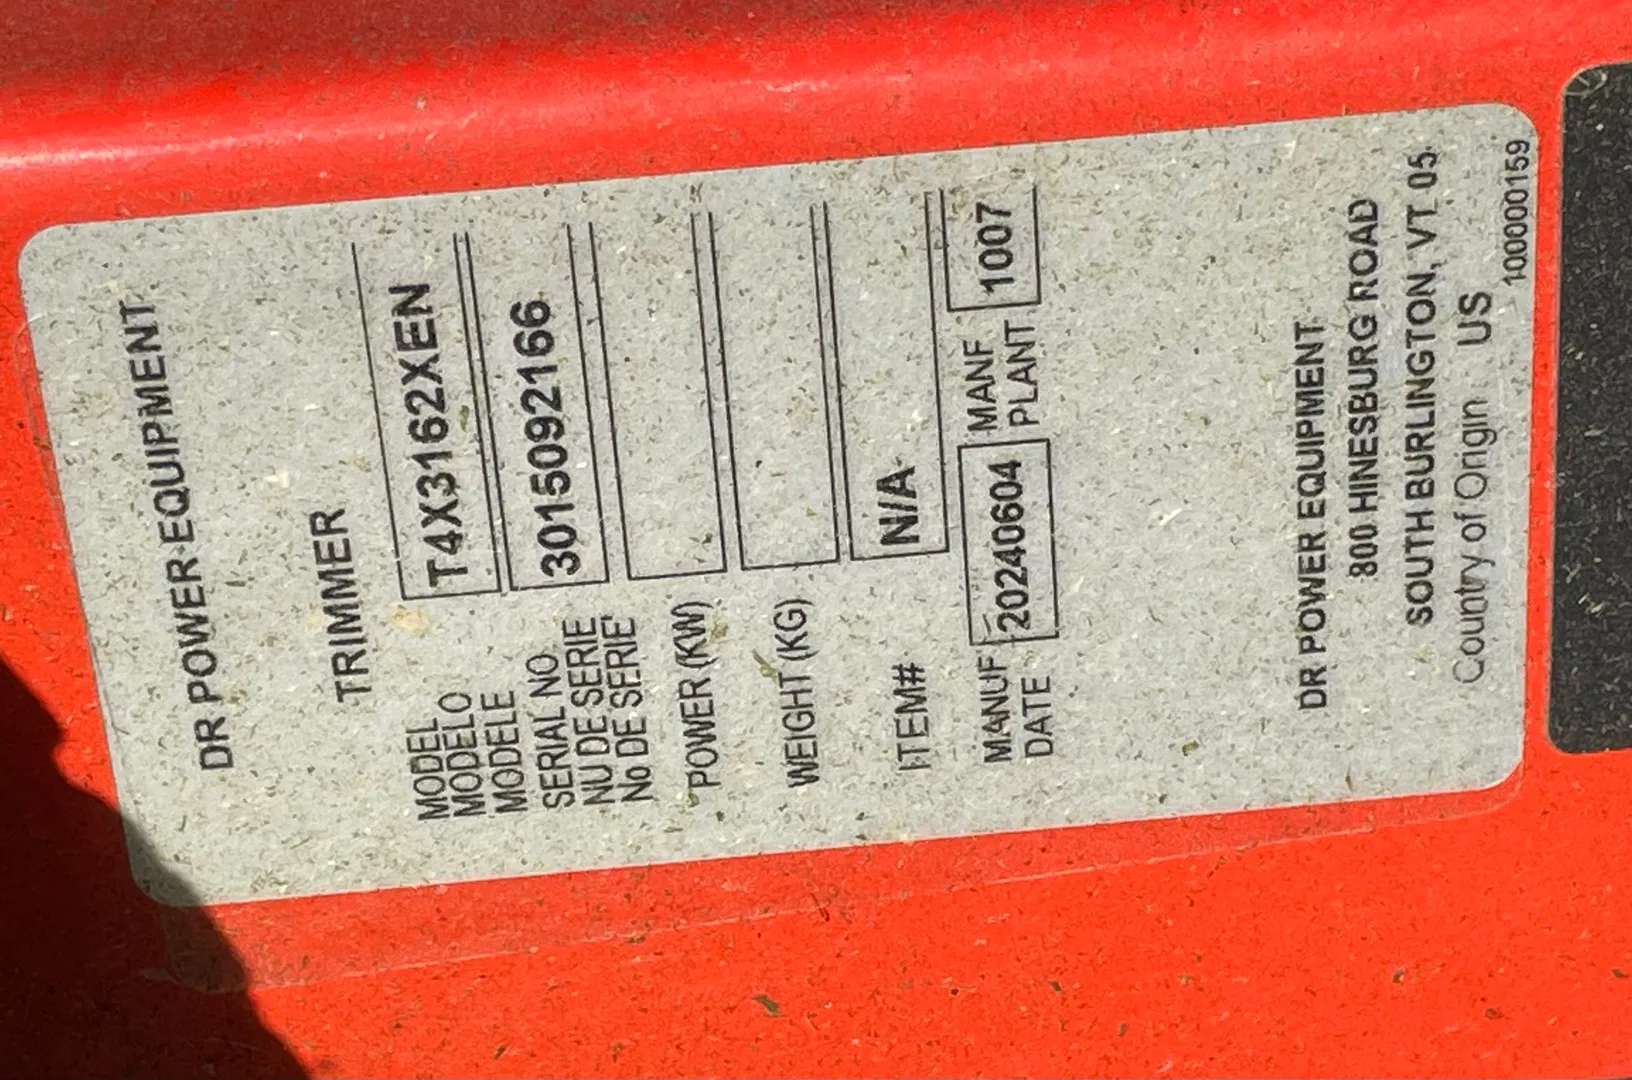 DR POWER EQUIPMENT
TRIMMER
MODEL
MODELO
MODELE
T4X3162XEN
SERIAL NO
NU DE SERIE
No DE SERIE
3015092166
POWER (KW)
WEIGHT (KG)
ITEM# N/A
MANUF
DATE
20240604
MANF
PLANT
1007
DR POWER EQUIPMENT
800 HINESBURG ROAD
SOUTH BURLINGTON, VT 05
Country of Origin US
100000159